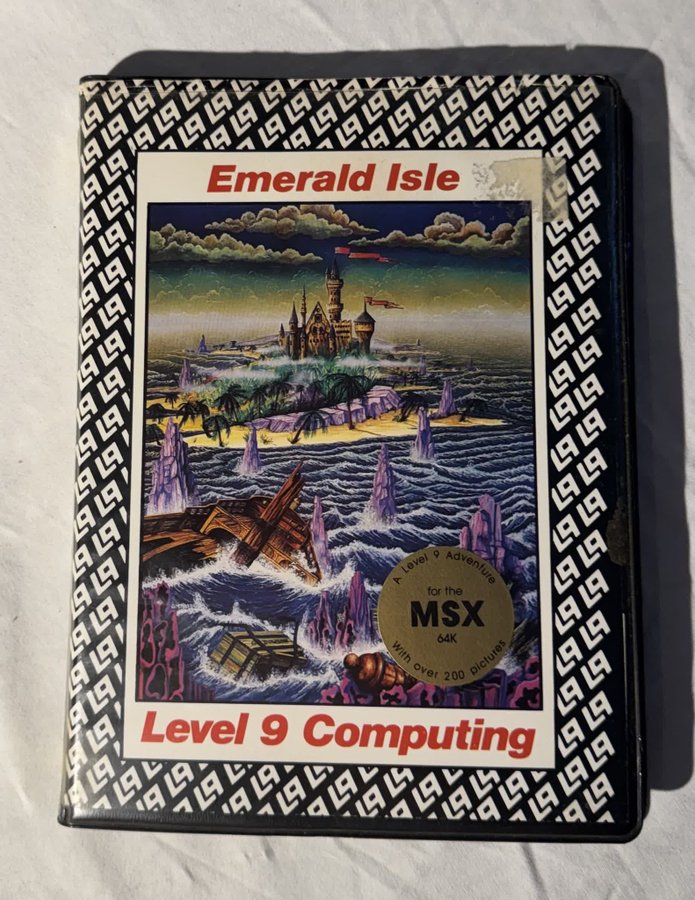 Emerald Isle
A Level 9 Adventure
for the
MSX
64K
With over 200 pictures
Level 9 Computing